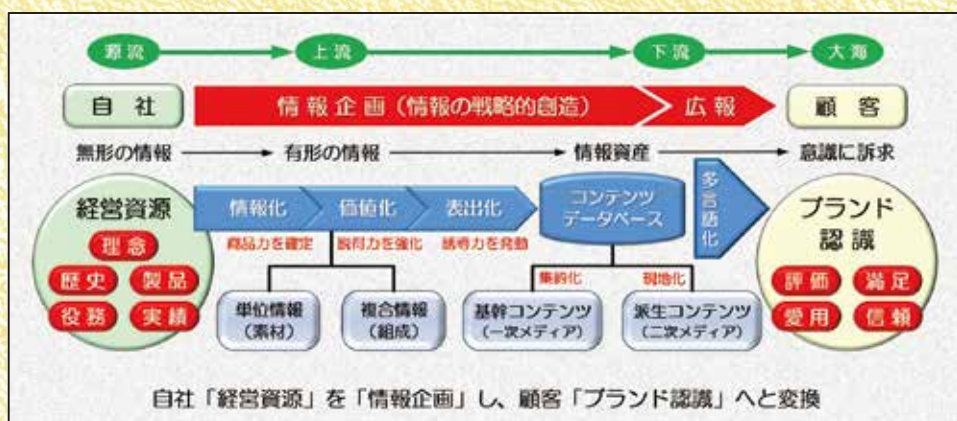 源流
上流
下流
大海
自社
情報企画（情報の戦略的創造）
広報
顧客
無形の情報
有形の情報
情報資産
意識に訴求
経営資源
理念
歴史
製品
役務
実績
情報化
価値化
表出化
商品力を確定
説得力を強化
誘導力を発動
単位情報
（素材）
複合情報
（組成）
コンテンツ
データベース
集約化
現地化
基幹コンテンツ
（一次メディア）
派生コンテンツ
（二次メディア）
多言語化
ブランド
認識
評価
満足
愛用
信頼
自社「経営資源」を「情報企画」し、顧客「ブランド認識」へと変換